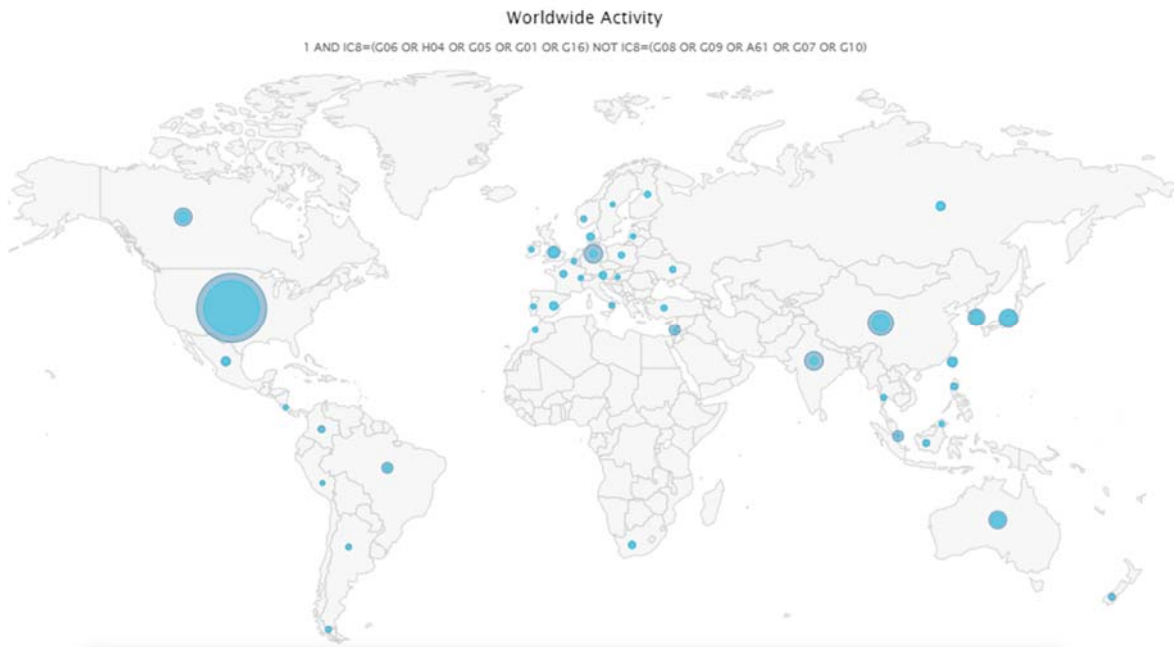 Worldwide Activity
1 AND IC8=(G06 OR H04 OR G05 OR G01 OR G16) NOT IC8=(G08 OR G09 OR A61 OR G07 OR G10)